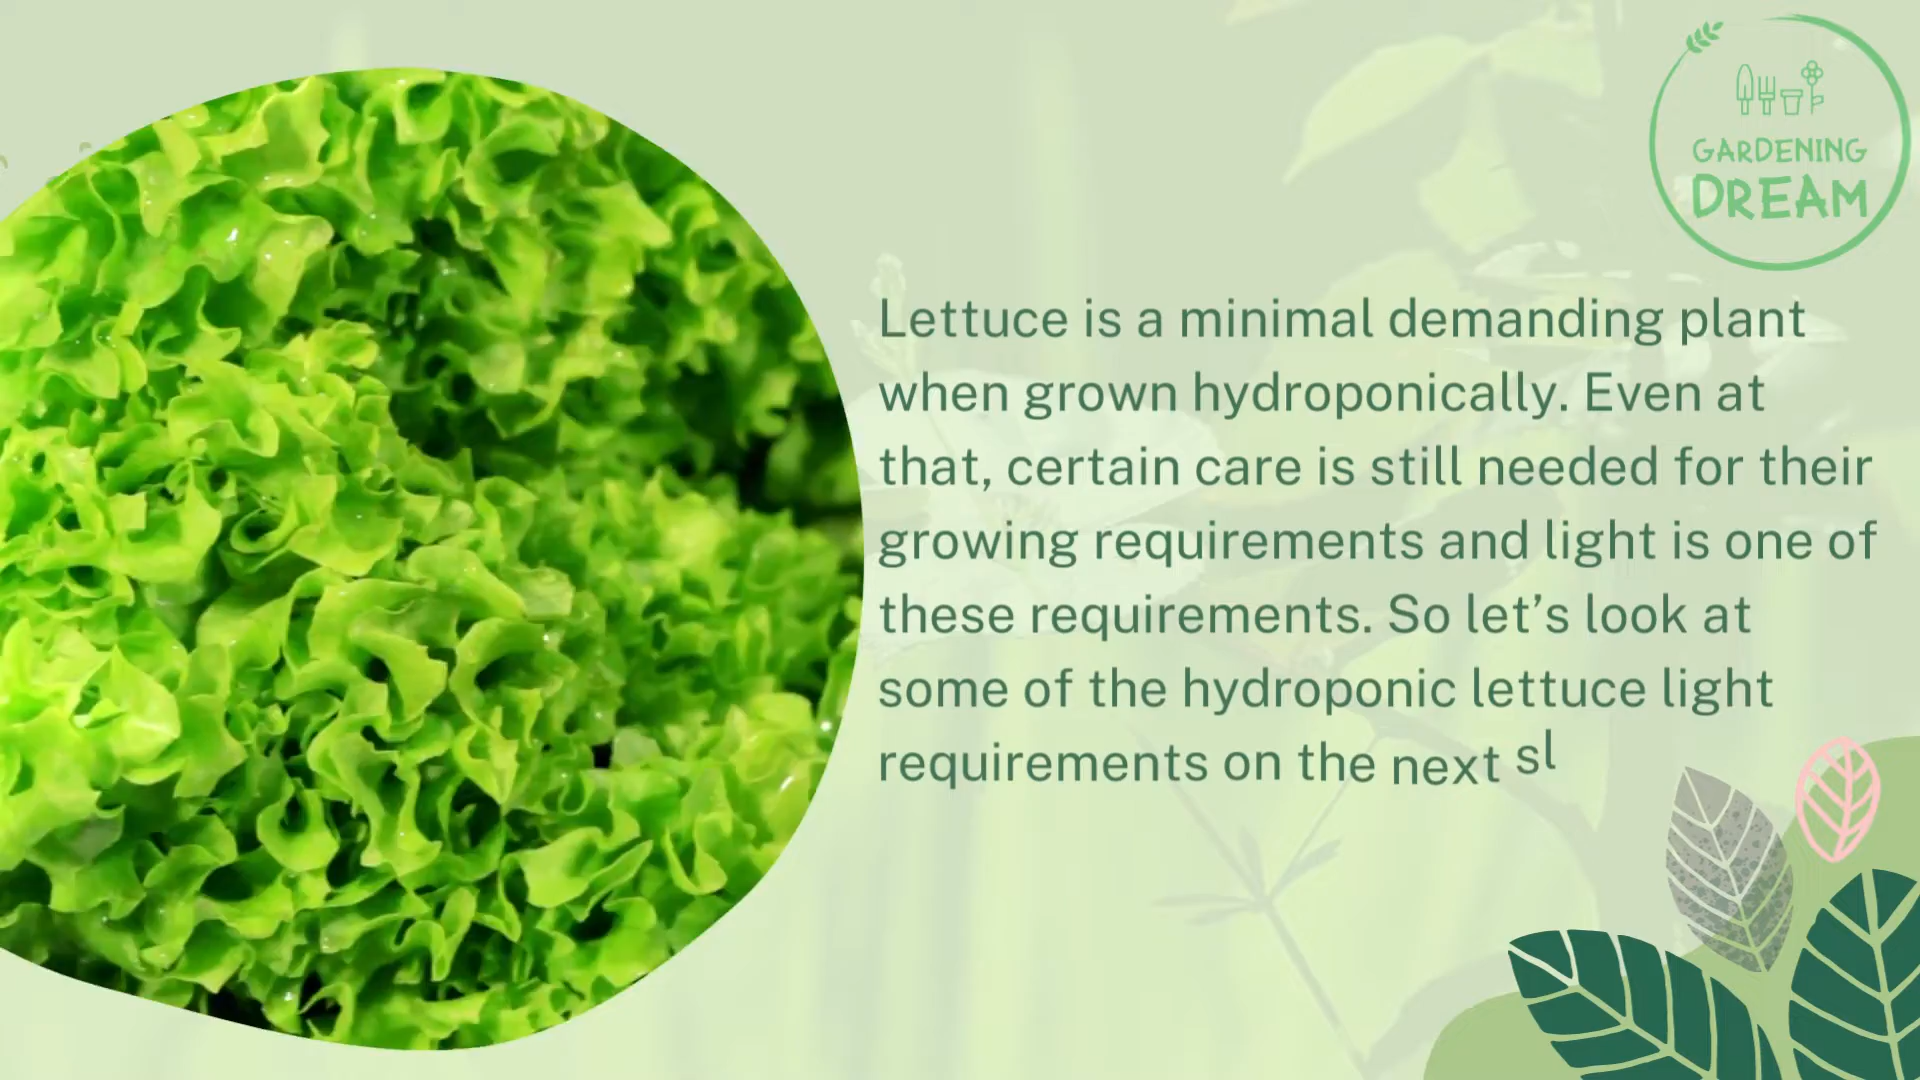 GARDENING
DREAM
Lettuce is a minimal demanding plant
when grown hydroponically. Even at
that, certain care is still needed for their
growing requirements and light is one of
these requirements. So let’s look at
some of the hydroponic lettuce light
requirements on the next sl